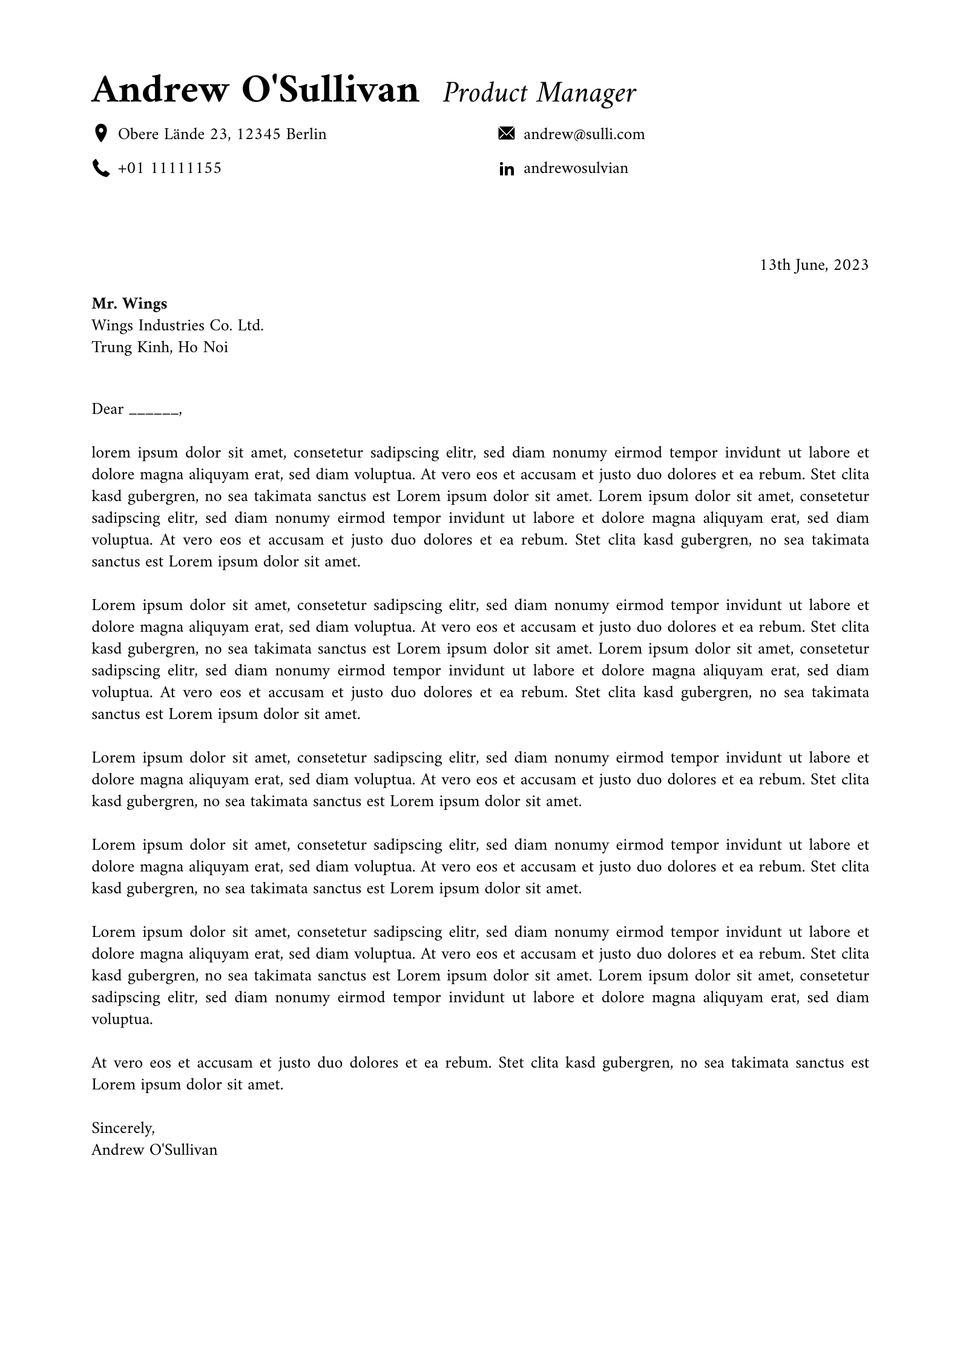 Andrew O'Sullivan Product Manager
Obere Lände 23, 12345 Berlin
andrew@sulli.com
+01 11111155
andrewosulvian
13th June, 2023
Mr. Wings
Wings Industries Co. Ltd.
Trung Kinh, Ho Noi
Dear ______,
lorem ipsum dolor sit amet, consetetur sadipscing elitr, sed diam nonumy eirmod tempor invidunt ut labore et
dolore magna aliquyam erat, sed diam voluptua. At vero eos et accusam et justo duo dolores et ea rebum. Stet clita
kasd gubergren, no sea takimata sanctus est Lorem ipsum dolor sit amet. Lorem ipsum dolor sit amet, consetetur
sadipscing elitr, sed diam nonumy eirmod tempor invidunt ut labore et dolore magna aliquyam erat, sed diam
voluptua. At vero eos et accusam et justo duo dolores et ea rebum. Stet clita kasd gubergren, no sea takimata
sanctus est Lorem ipsum dolor sit amet.
Lorem ipsum dolor sit amet, consetetur sadipscing elitr, sed diam nonumy eirmod tempor invidunt ut labore et
dolore magna aliquyam erat, sed diam voluptua. At vero eos et accusam et justo duo dolores et ea rebum. Stet clita
kasd gubergren, no sea takimata sanctus est Lorem ipsum dolor sit amet. Lorem ipsum dolor sit amet, consetetur
sadipscing elitr, sed diam nonumy eirmod tempor invidunt ut labore et dolore magna aliquyam erat, sed diam
voluptua. At vero eos et accusam et justo duo dolores et ea rebum. Stet clita kasd gubergren, no sea takimata
sanctus est Lorem ipsum dolor sit amet.
Lorem ipsum dolor sit amet, consetetur sadipscing elitr, sed diam nonumy eirmod tempor invidunt ut labore et
dolore magna aliquyam erat, sed diam voluptua. At vero eos et accusam et justo duo dolores et ea rebum. Stet clita
kasd gubergren, no sea takimata sanctus est Lorem ipsum dolor sit amet.
Lorem ipsum dolor sit amet, consetetur sadipscing elitr, sed diam nonumy eirmod tempor invidunt ut labore et
dolore magna aliquyam erat, sed diam voluptua. At vero eos et accusam et justo duo dolores et ea rebum. Stet clita
kasd gubergren, no sea takimata sanctus est Lorem ipsum dolor sit amet.
Lorem ipsum dolor sit amet, consetetur sadipscing elitr, sed diam nonumy eirmod tempor invidunt ut labore et
dolore magna aliquyam erat, sed diam voluptua. At vero eos et accusam et justo duo dolores et ea rebum. Stet clita
kasd gubergren, no sea takimata sanctus est Lorem ipsum dolor sit amet. Lorem ipsum dolor sit amet, consetetur
sadipscing elitr, sed diam nonumy eirmod tempor invidunt ut labore et dolore magna aliquyam erat, sed diam
voluptua.
At vero eos et accusam et justo duo dolores et ea rebum. Stet clita kasd gubergren, no sea takimata sanctus est
Lorem ipsum dolor sit amet.
Sincerely,
Andrew O'Sullivan